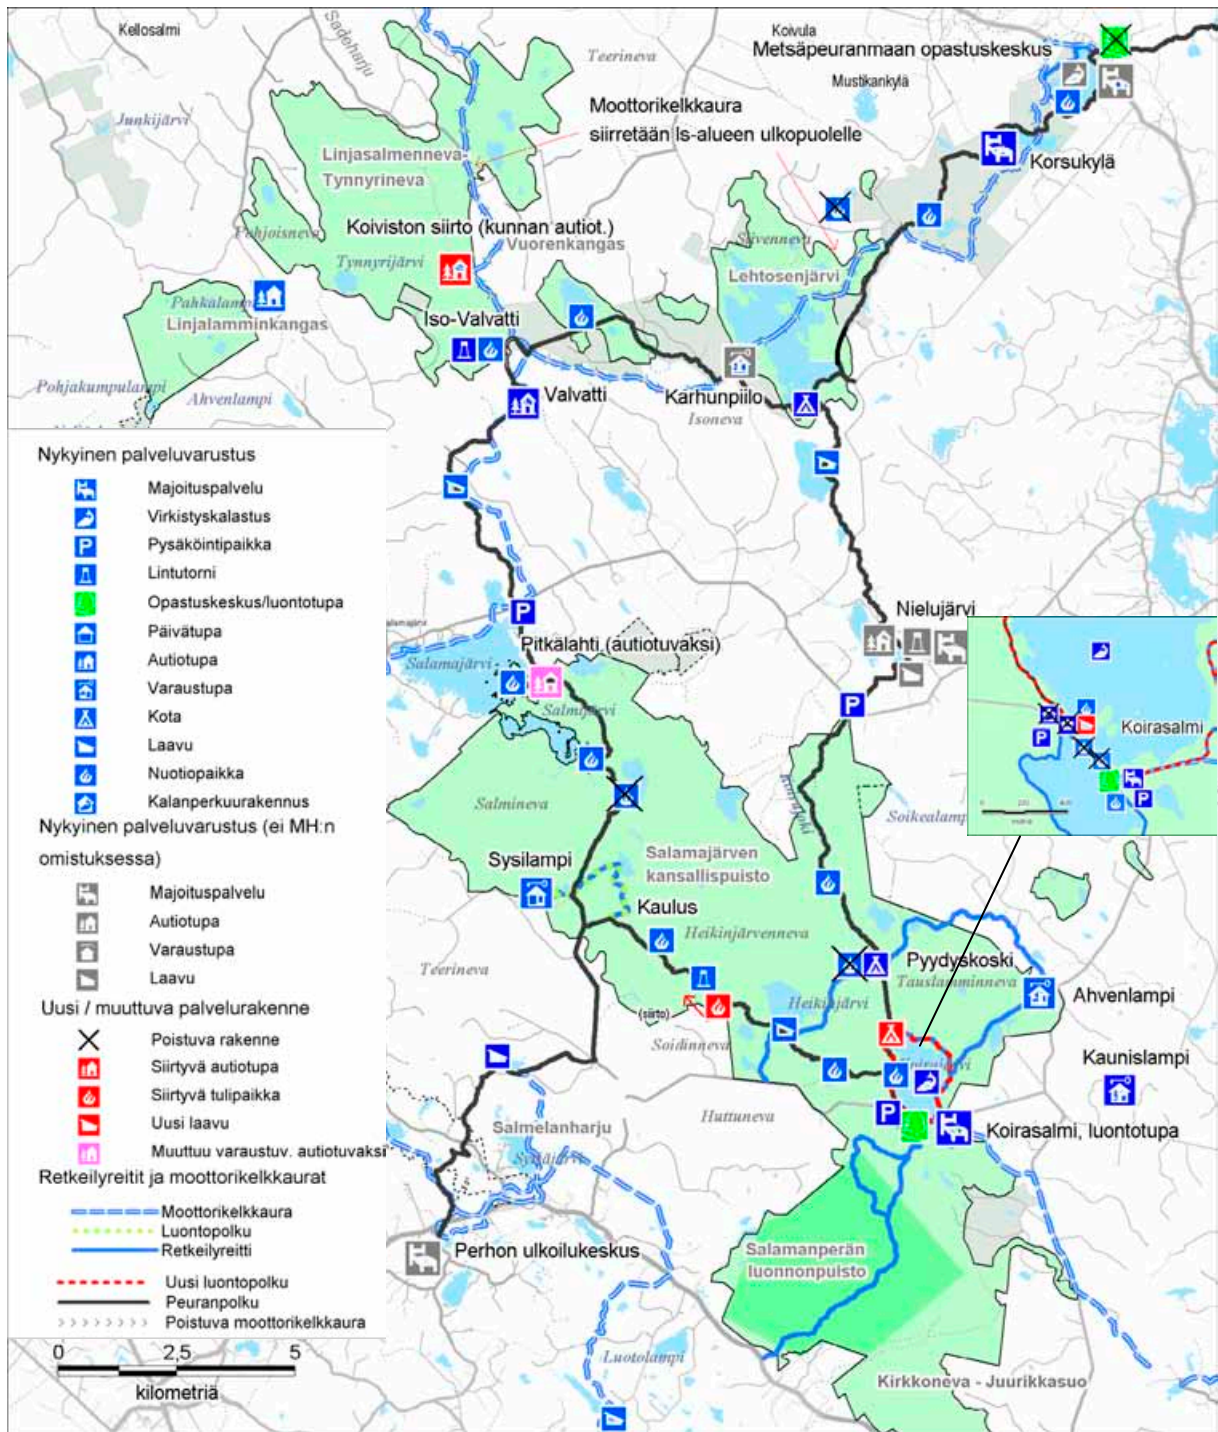 Kellosalmi
Sadoharju
Koivula
Metsäpeuranmaan opastuskeskus
Teerineva
Mustikankylä
Moottorikelkkaura
siirretään ls-alueen ulkopuolelle
Junkijärvi
Linjasalmenneva-
Tynnyrineva
Korsukylä
Koiviston siirto (kunnan autiot.)
Pohjoisneva
Vuorenkangas
Tynnyrijärvi
Lehtosenjärvi
Pahkalampi
Linjalamminkangas
Iso-Valvatti
Pohjakumpulampi
Ahvenlampi
Valvatti
Karhunpiilo
Isoneva
Nykyinen palveluvarustus
Majoituspalvelu
Virkistyskalastus
Pysäköintipaikka
Lintutorni
Opastuskeskus/luontotupa
Päivätupa
Autiotupa
Varaustupa
Kota
Laavu
Nuotiopaikka
Kalanperkuurakennus
Nykyinen palveluvarustus (ei MH:n
omistuksessa)
Majoituspalvelu
Autiotupa
Varaustupa
Laavu
Uusi / muuttuva palvelurakenne
Poistuva rakenne
Siirtyvä autiotupa
Siirtyvä tulipaikka
Uusi laavu
Muuttuu varaustuv. autiotuvaksi
Retkeilyreitit ja moottorikelkkaurat
Moottorikelkkaura
Luontopolku
Retkeilyreitti
Uusi luontopolku
Peuranpolku
Poistuva moottorikelkkaura
0 2,5 5
kilometriä
Nielujärvi
Pitkälahti (autiotuvaksi)
Salamajärvi
Salmijärvi
Koirasalmi
Salmineva
Soikealampi
Sysilampi
Salamajärven
kansallispuisto
Kaulus
Heikinjärvenneva
Teerineva
Pyydyskoski
Tauslamminneva
Ahvenlampi
Heikinjärvi
(siirto)
Soidinneva
Koirajärvi
Kaunislampi
Huttuneva
Koirasalmi, luontotupa
Salmelanharju
Perhon ulkoilukeskus
Salamanperän
luonnonpuisto
Luotolampi
Kirkkoneva - Juurikkasuo